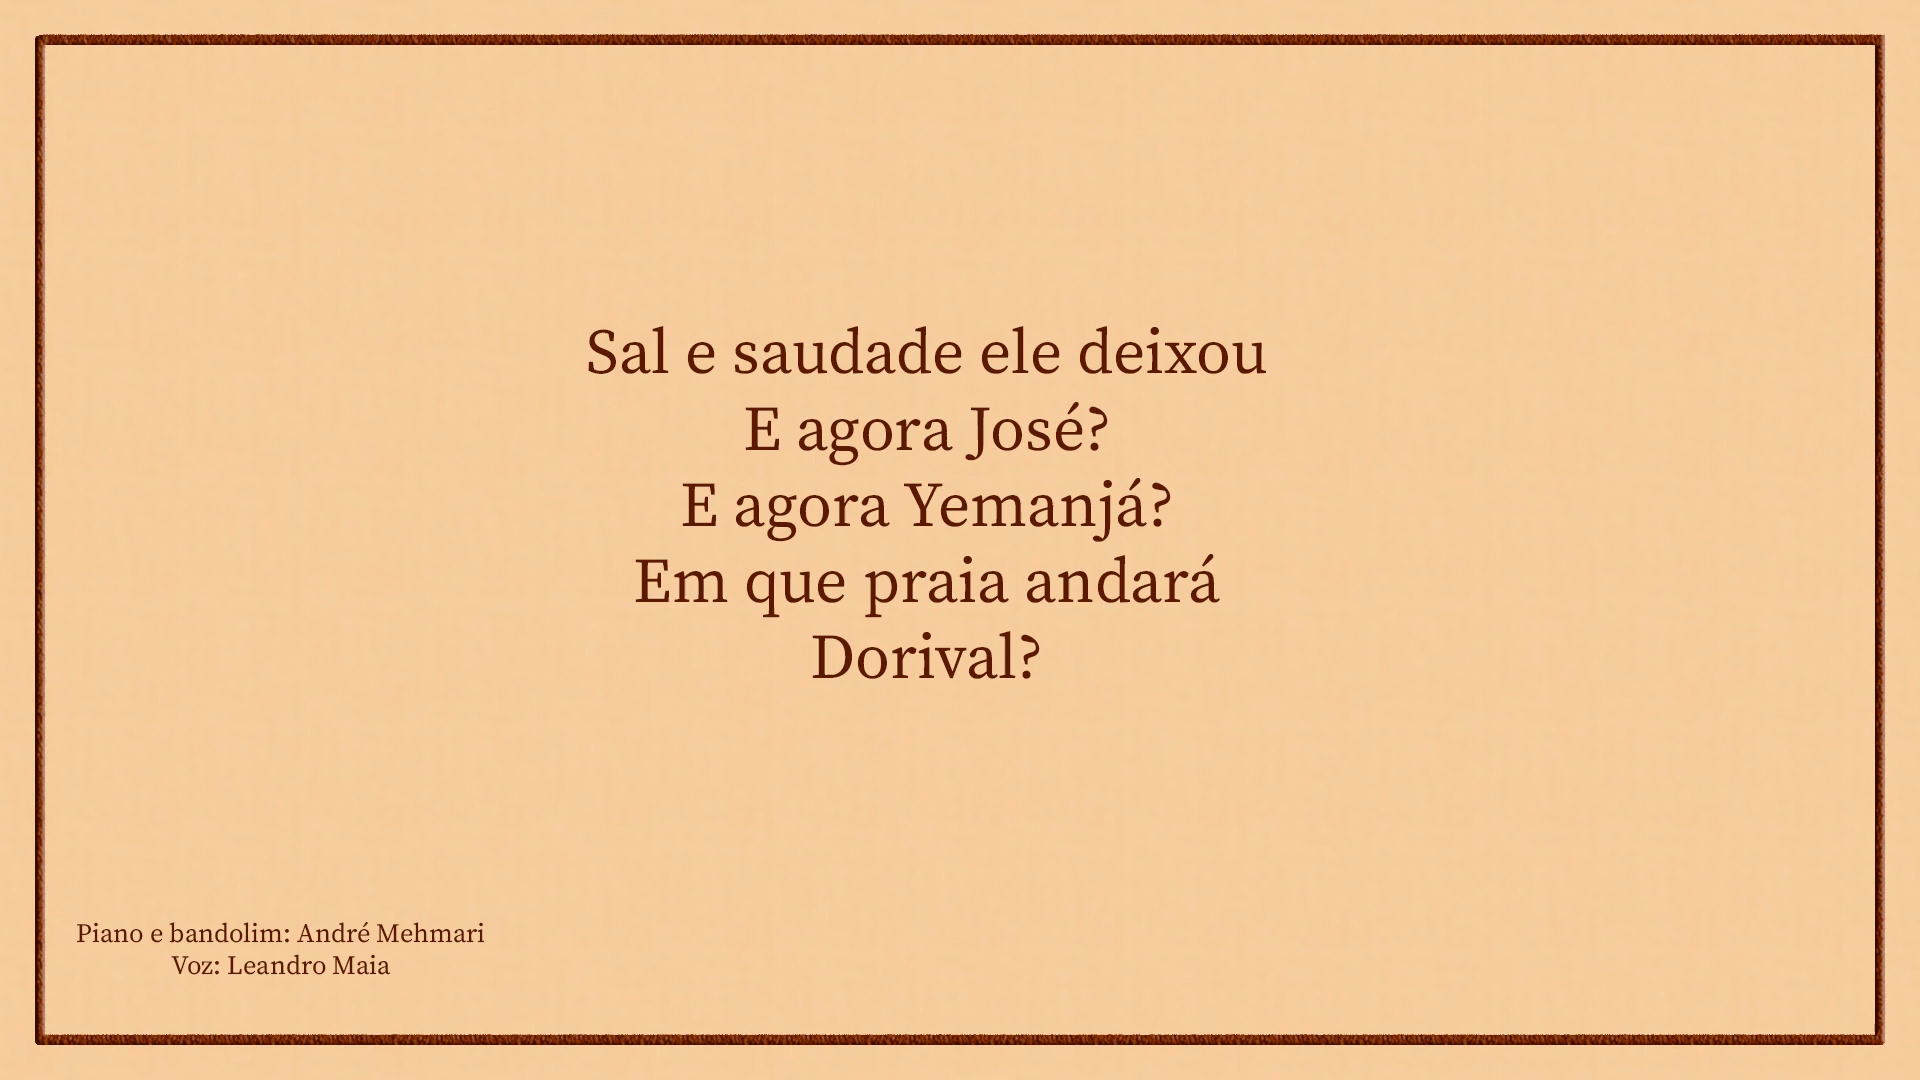 Sal e saudade ele deixou
E agora José?
E agora Yemanjá?
Em que praia andará
Dorival?
Piano e bandolim: André Mehmari
Voz: Leandro Maia